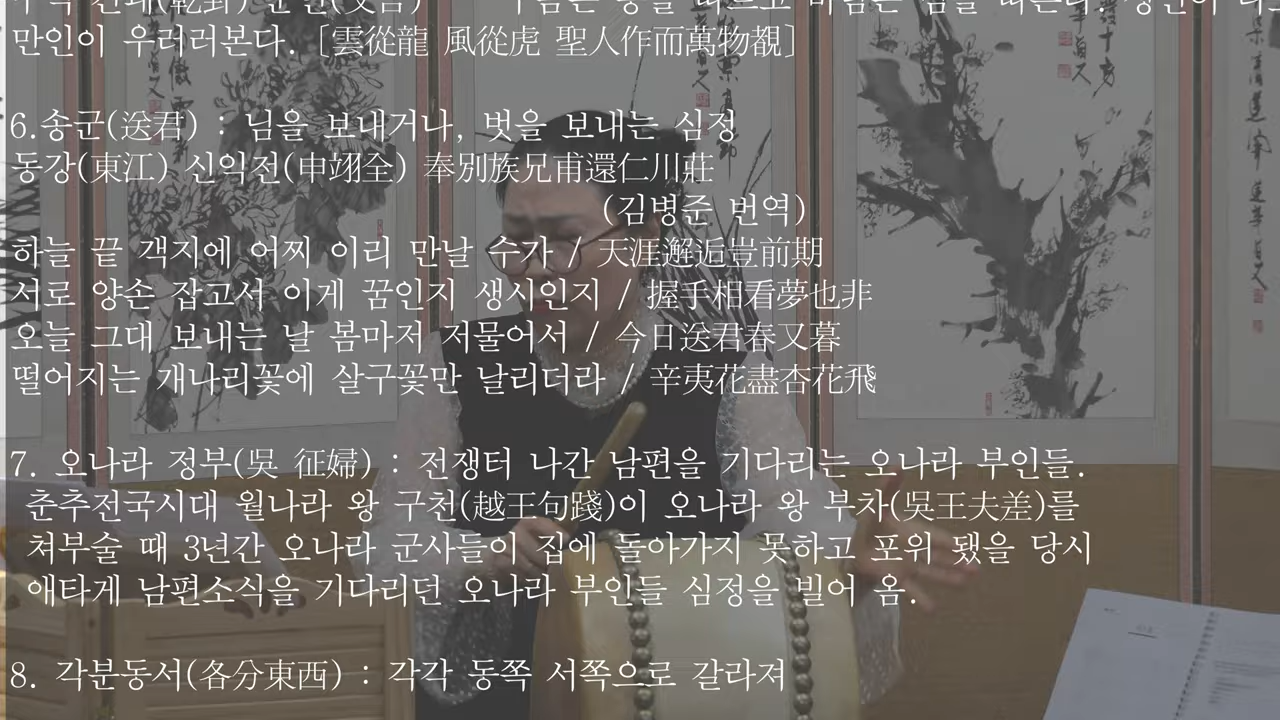 만인이 우러러본다. [雲從龍 風從虎 聖人作而萬物覩]
6.송군(送君) : 님을 보내거나, 벗을 보내는 심정
동강(東江) 신익전(申翊全) 奉別族兄甫還仁川莊
(김병준 번역)
하늘 끝 객지에 어찌 이리 만날 수가 / 天涯邂逅豈前期
서로 양손 잡고서 이게 꿈인지 생시인지 / 握手相看夢也非
오늘 그대 보내는 날 봄마저 저물어서 / 今日送君春又暮
떨어지는 개나리꽃에 살구꽃만 날리더라 / 辛夷花盡杏花飛
7. 오나라 정부(吳 征婦) : 전쟁터 나간 남편을 기다리는 오나라 부인들.
춘추전국시대 월나라 왕 구천(越王句踐)이 오나라 왕 부차(吳王夫差)를
쳐부술 때 3년간 오나라 군사들이 집에 돌아가지 못하고 포위 됐을 당시
애타게 남편소식을 기다리던 오나라 부인들 심정을 빌어 옴.
8. 각분동서(各分東西) : 각각 동쪽 서쪽으로 갈라져